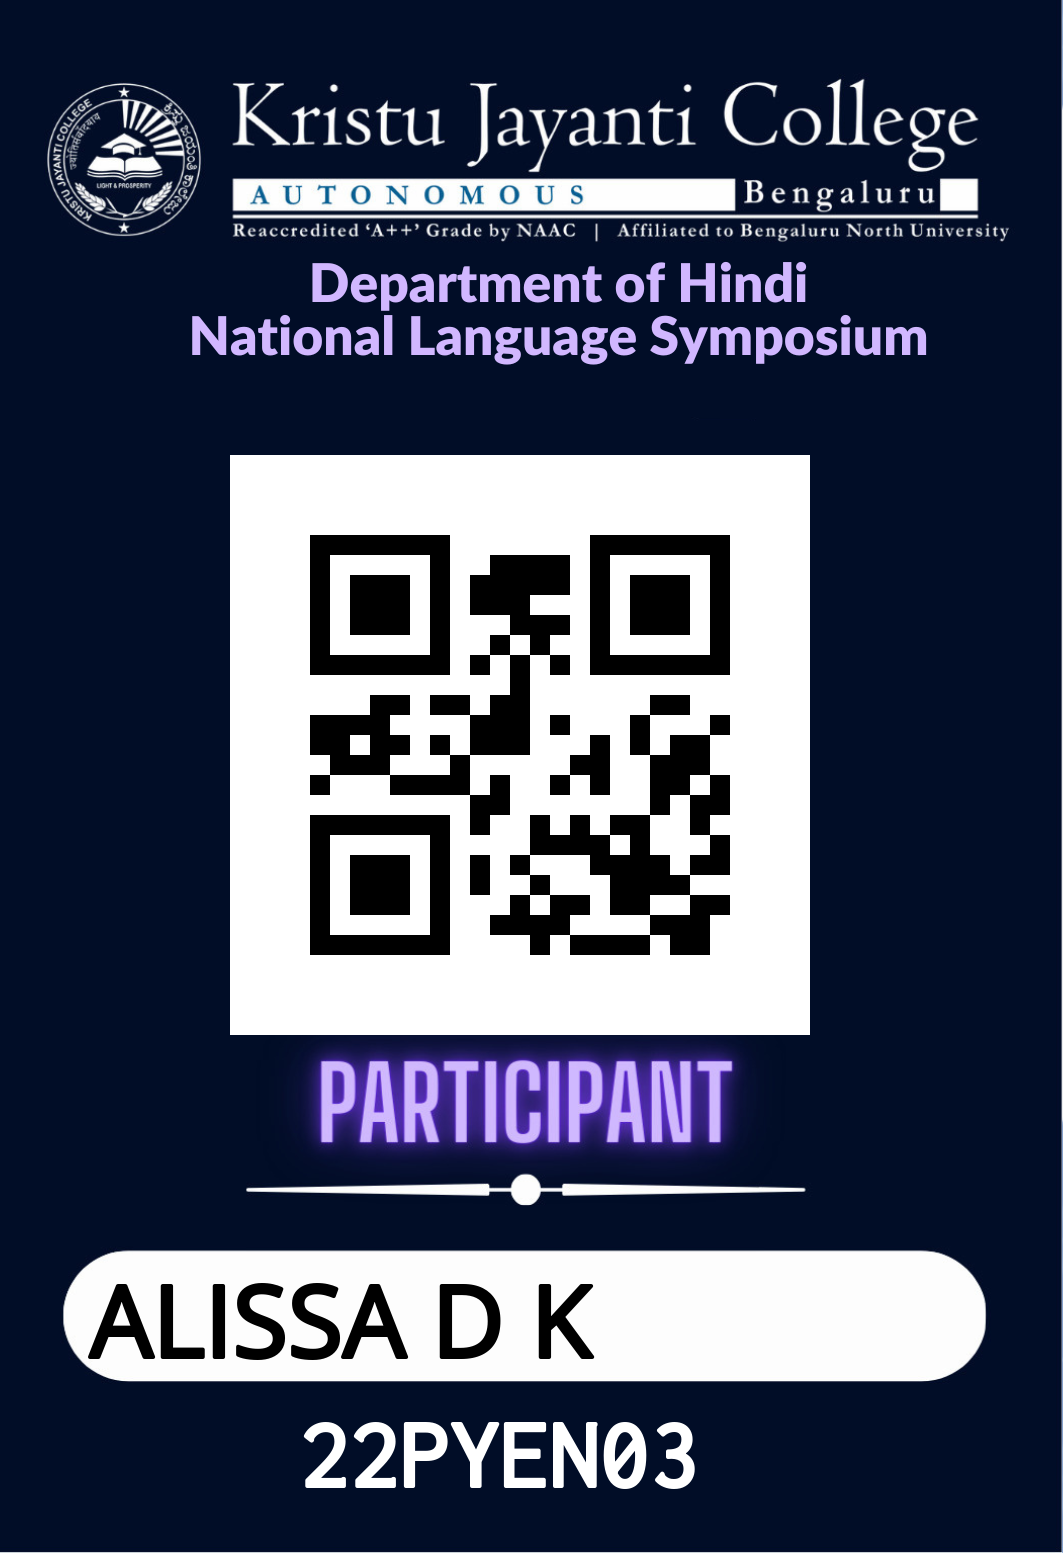 Kristu Jayanti College
AUTONOMOUS Bengaluru
Reaccredited ‘A++’ Grade by NAAC | Affiliated to Bengaluru North University
KRISTU JAYANTI COLLEGE
LIGHT & PROSPERITY
Department of Hindi
National Language Symposium
PARTICIPANT
ALISSA D K
22PYEN03